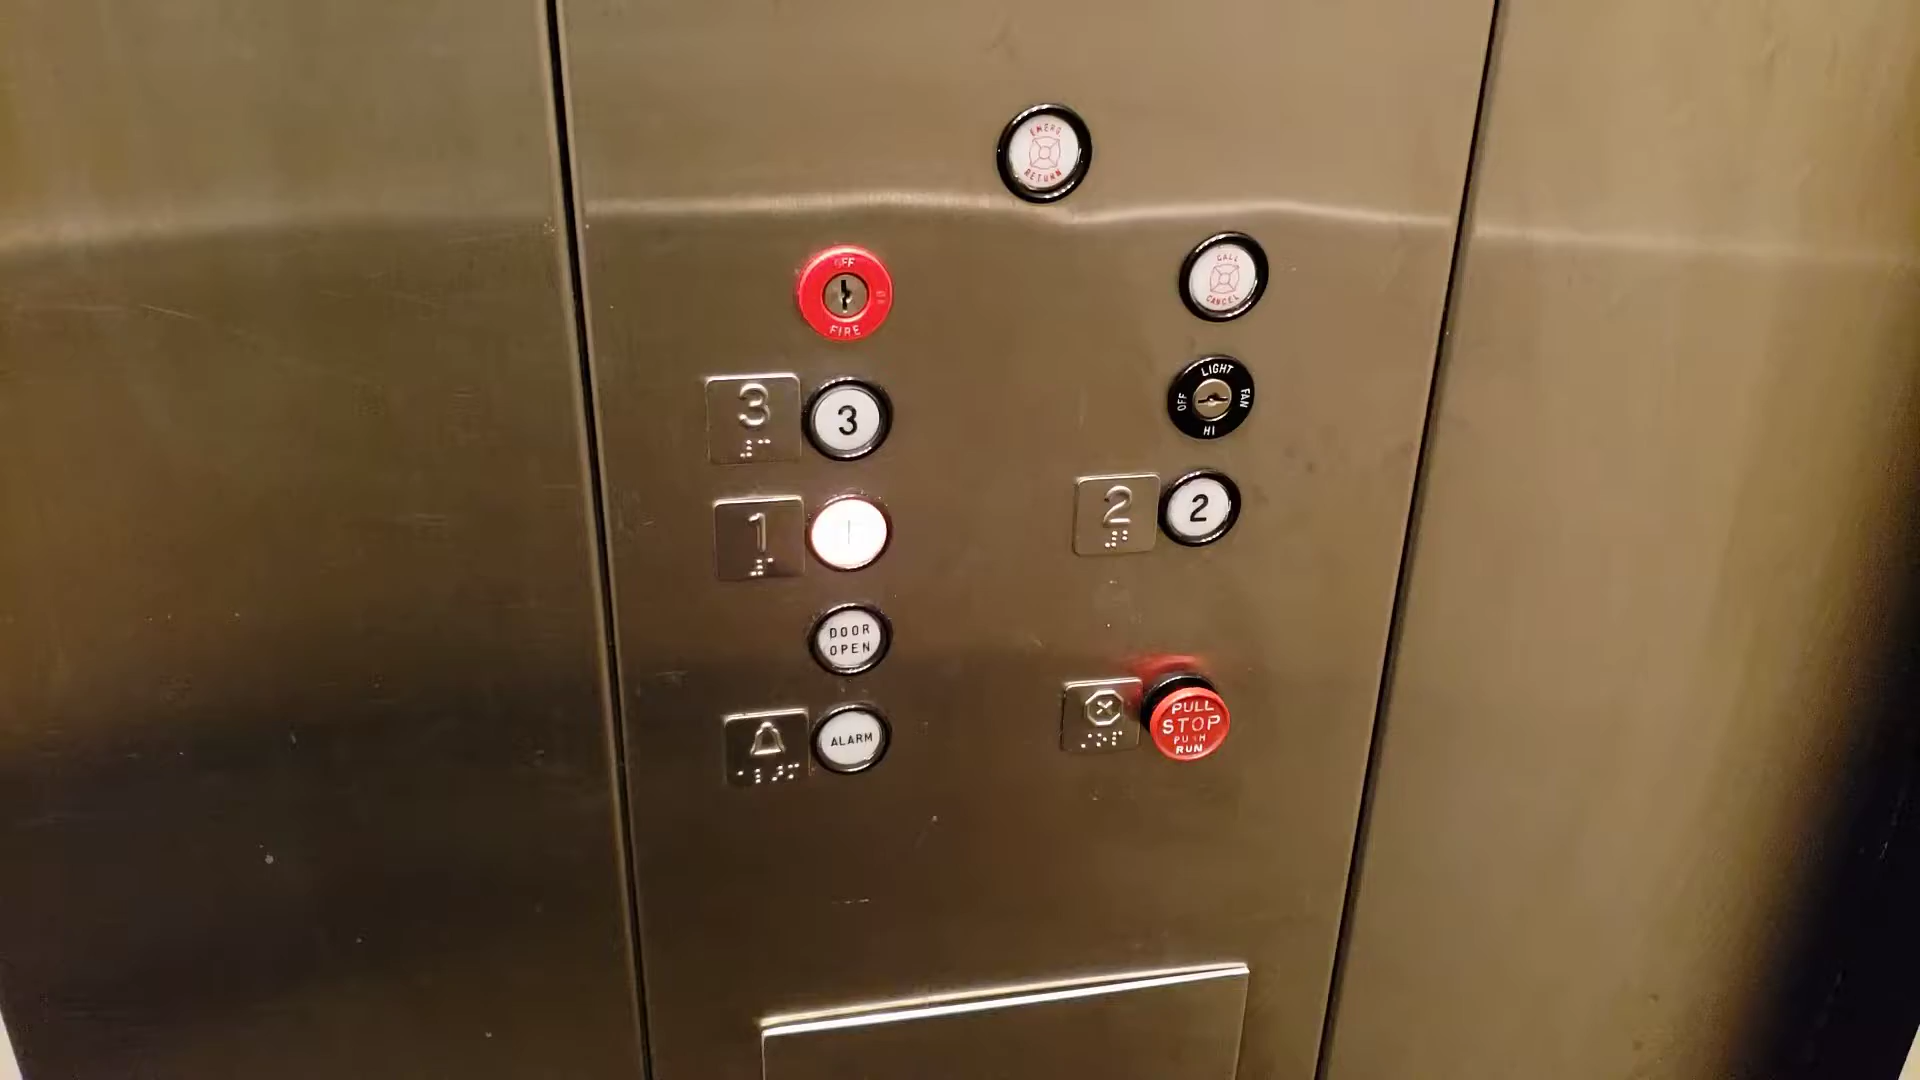 EMERG.
RETURN
OFF
FIRE
CALL
CANCEL
LIGHT
OFF
FAN
HI
3
3
1
2
2
DOOR
OPEN
ALARM
PULL
STOP
PUSH
RUN